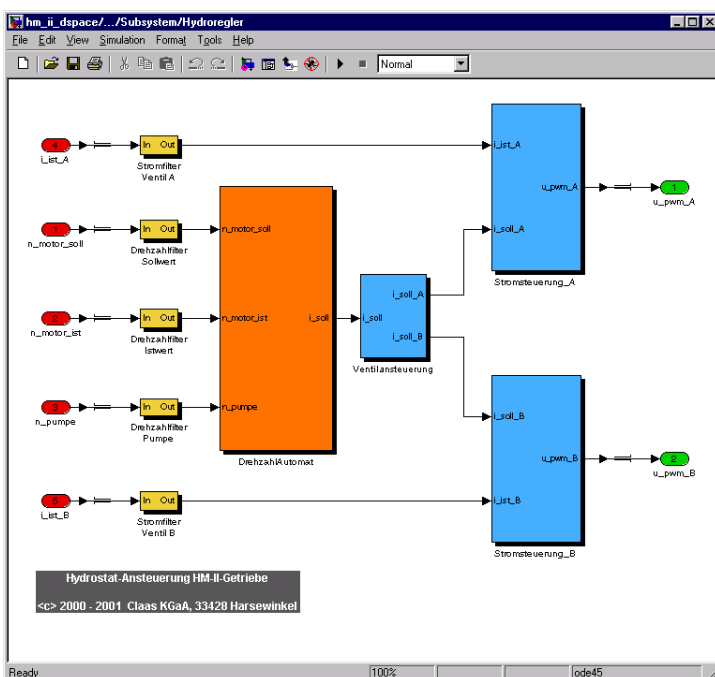 hm_ii_dspace/.../Subsystem/Hydroregler
File Edit View Simulation Format Tools Help
Normal
4
i_ist_A
In Out
Stromfilter
Ventil A
i_ist_A
u_pwm_A
i_soll_A
Stromsteuerung_A
1
u_pwm_A
1
n_motor_soll
In Out
Drehzahlfilter
Sollwert
n_motor_soll
2
n_motor_ist
In Out
Drehzahlfilter
Istwert
n_motor_ist
i_soll
3
n_pumpe
In Out
Drehzahlfilter
Pumpe
n_pumpe
DrehzahlAutomat
i_soll
i_soll_A
i_soll_B
Ventilansteuerung
i_soll_B
u_pwm_B
i_ist_B
Stromsteuerung_B
2
u_pwm_B
5
i_ist_B
In Out
Stromfilter
Ventil B
Hydrostat-Ansteuerung HM-II-Getriebe
<c> 2000 - 2001 Claas KGaA, 33428 Harsewinkel
Ready 100% ode45